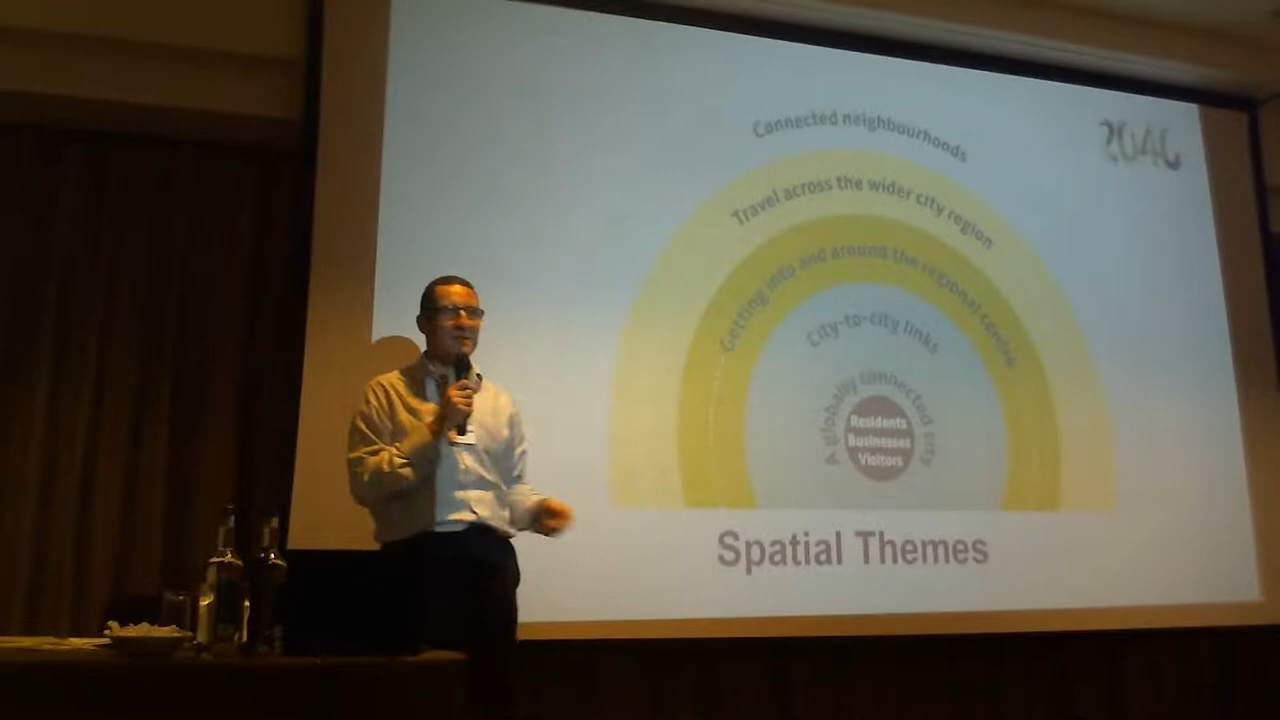 2040
Connected neighbourhoods
Travel across the wider city region
Getting into and around the regional centre
City-to-city links
A globally connected city
Residents
Businesses
Visitors
Spatial Themes